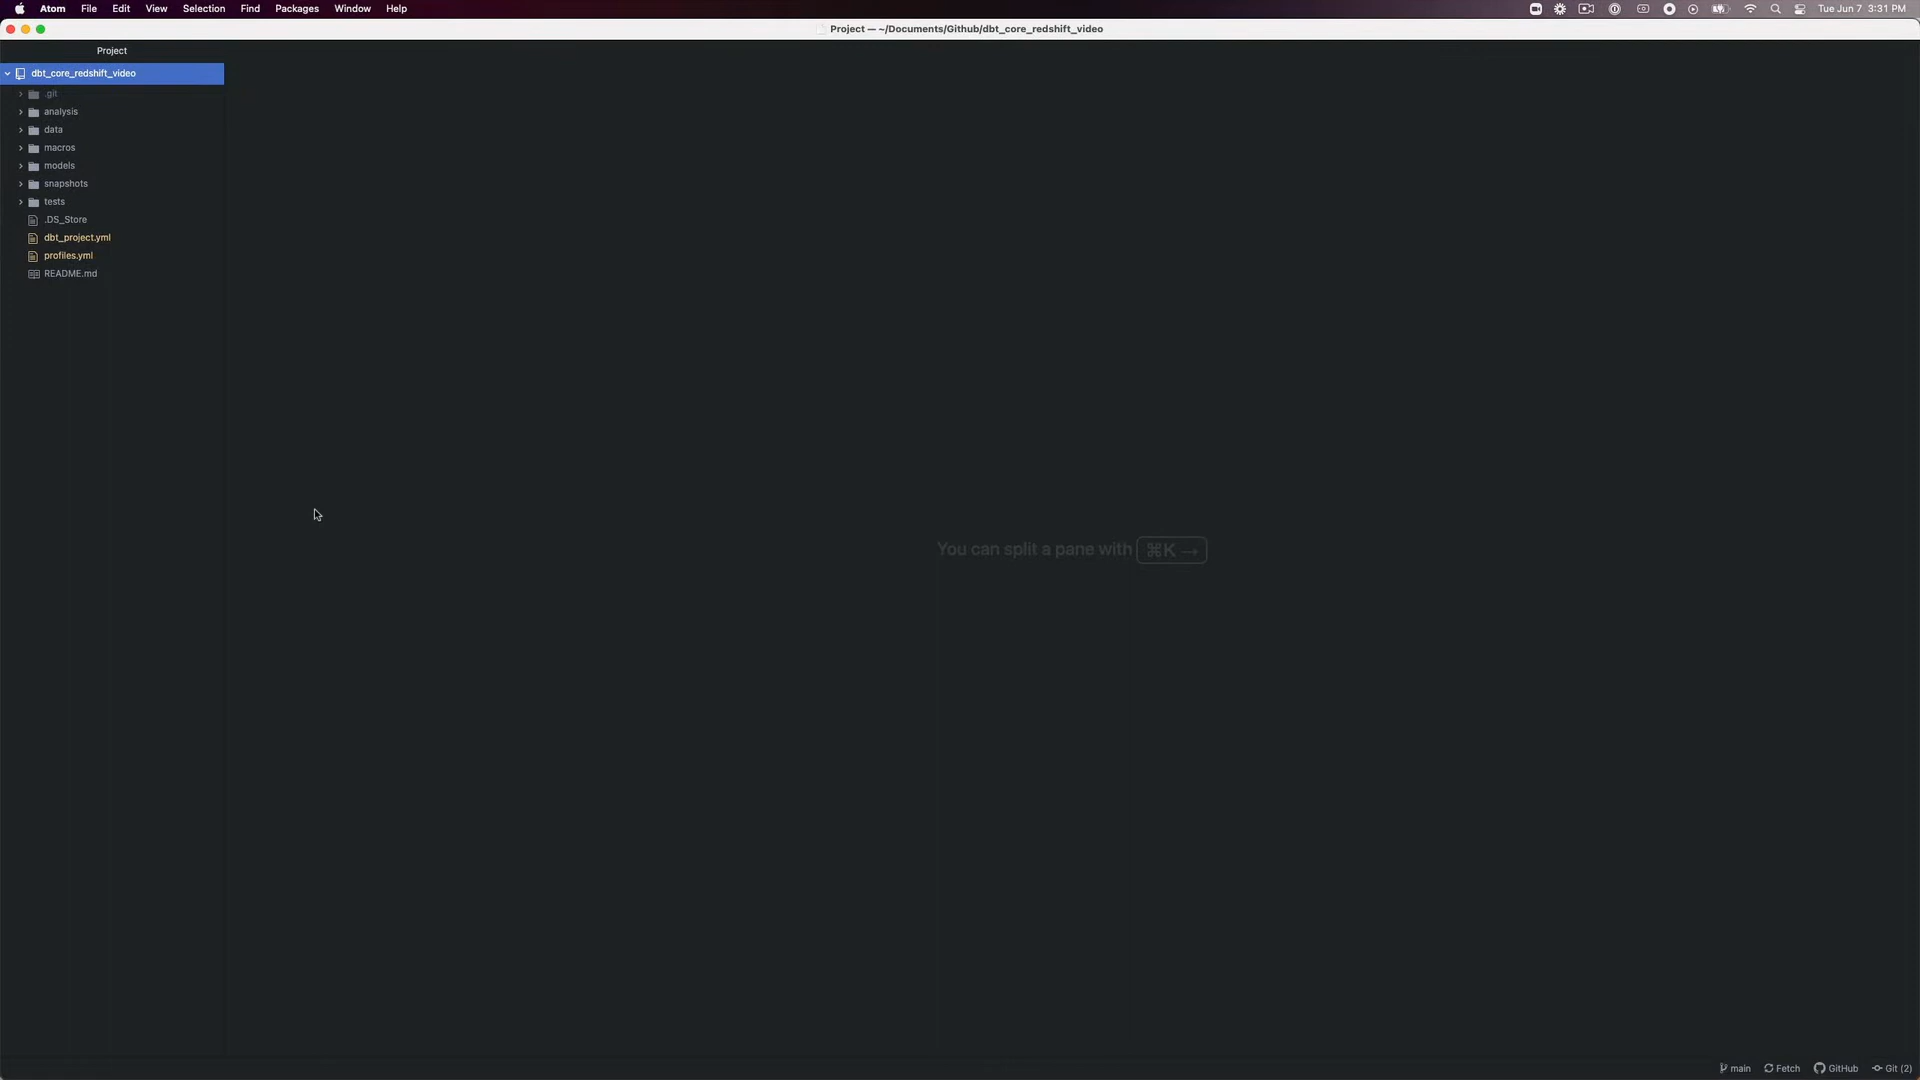 Atom File Edit View Selection Find Packages Window Help Tue Jun 7 3:31 PM
Project — ~/Documents/Github/dbt_core_redshift_video
Project
dbt_core_redshift_video
.git
analysis
data
macros
models
snapshots
tests
.DS_Store
dbt_project.yml
profiles.yml
README.md
You can split a pane with ⌘K →
main Fetch GitHub Git (2)